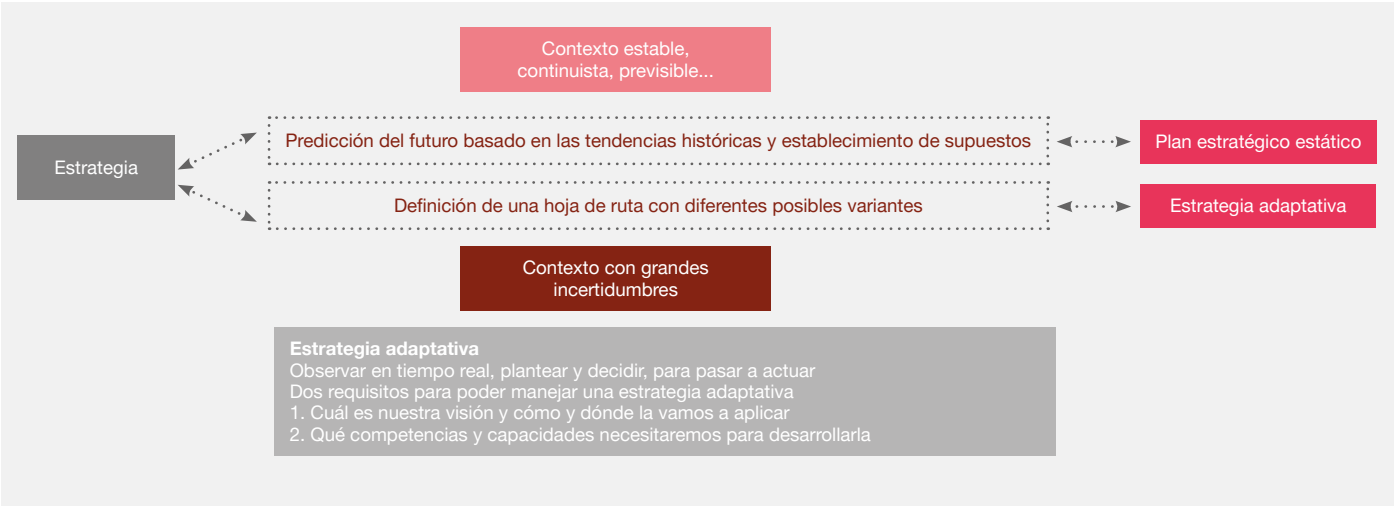 Contexto estable,
continuista, previsible...
Estrategia
Predicción del futuro basado en las tendencias históricas y establecimiento de supuestos
Plan estratégico estático
Definición de una hoja de ruta con diferentes posibles variantes
Estrategia adaptativa
Contexto con grandes
incertidumbres
Estrategia adaptativa
Observar en tiempo real, plantear y decidir, para pasar a actuar
Dos requisitos para poder manejar una estrategia adaptativa
1. Cuál es nuestra visión y cómo y dónde la vamos a aplicar
2. Qué competencias y capacidades necesitaremos para desarrollarla